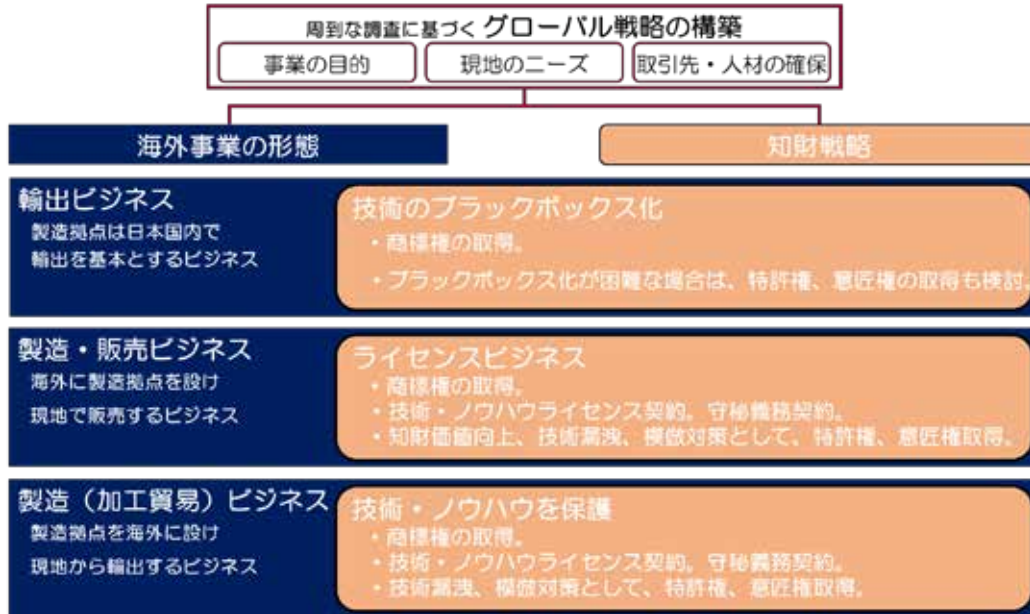 周到な調査に基づく グローバル戦略の構築
事業の目的
現地のニーズ
取引先・人材の確保
海外事業の形態
知財戦略
輸出ビジネス
製造拠点は日本国内で
輸出を基本とするビジネス
技術のブラックボックス化
・商標権の取得。
・ブラックボックス化が困難な場合は、特許権、意匠権の取得も検討。
製造・販売ビジネス
海外に製造拠点を設け
現地で販売するビジネス
ライセンスビジネス
・商標権の取得。
・技術・ノウハウライセンス契約。守秘義務契約。
・知財価値向上、技術漏洩、模倣対策として、特許権、意匠権取得。
製造（加工貿易）ビジネス
製造拠点を海外に設け
現地から輸出するビジネス
技術・ノウハウを保護
・商標権の取得。
・技術・ノウハウライセンス契約。守秘義務契約。
・技術漏洩、模倣対策として、特許権、意匠権取得。